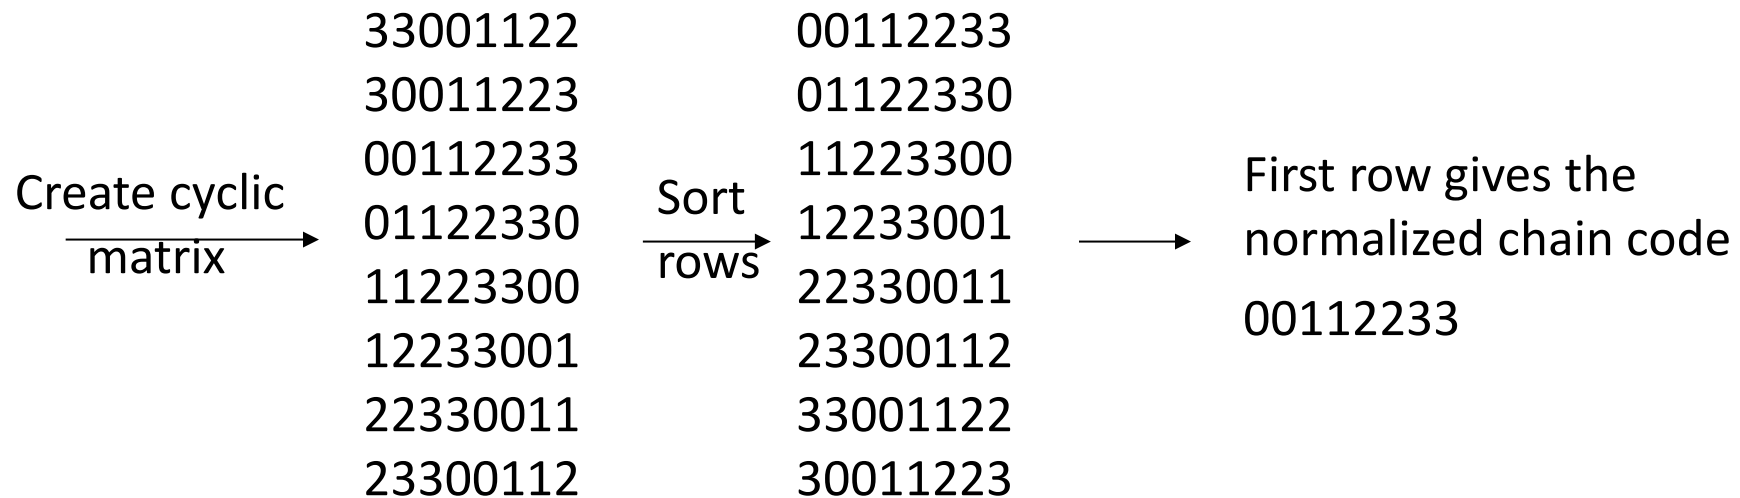 Create cyclic
matrix
33001122
30011223
00112233
01122330
11223300
12233001
22330011
23300112
Sort
rows
00112233
01122330
11223300
12233001
22330011
23300112
33001122
30011223
First row gives the
normalized chain code
00112233